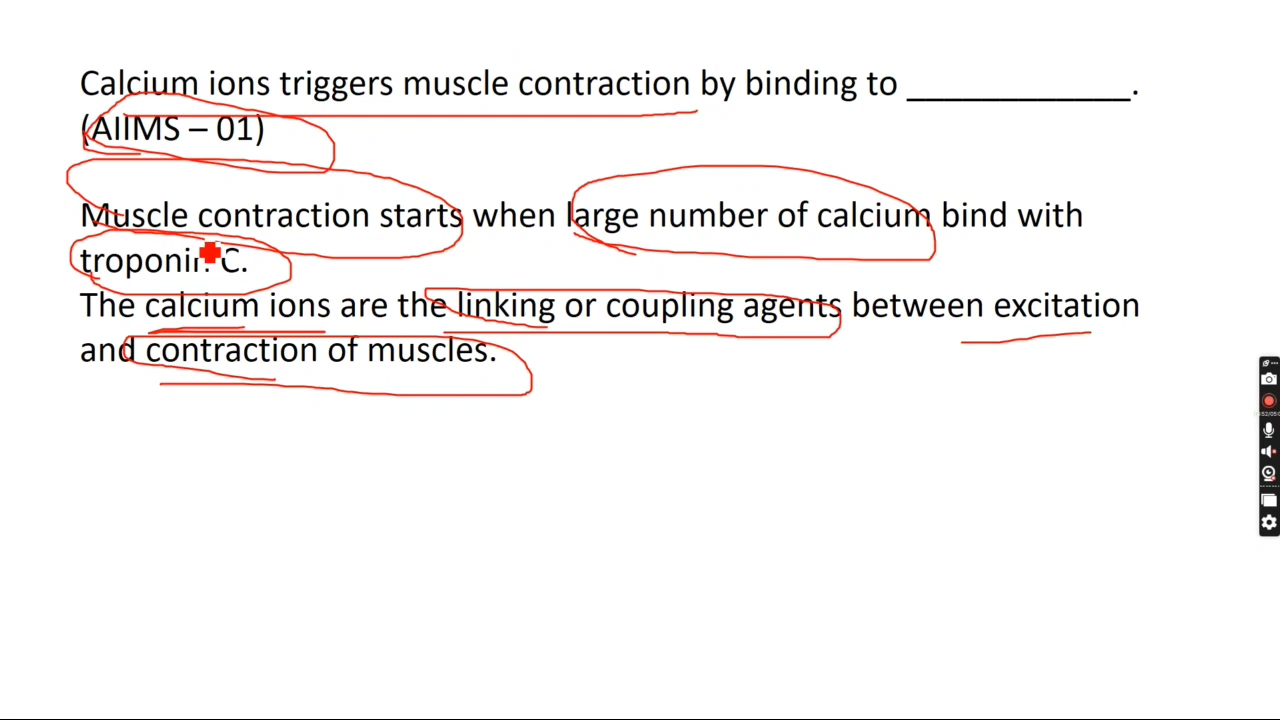 Calcium ions triggers muscle contraction by binding to _____________.
(AIIMS – 01)
Muscle contraction starts when large number of calcium bind with
troponin C.
The calcium ions are the linking or coupling agents between excitation
and contraction of muscles.